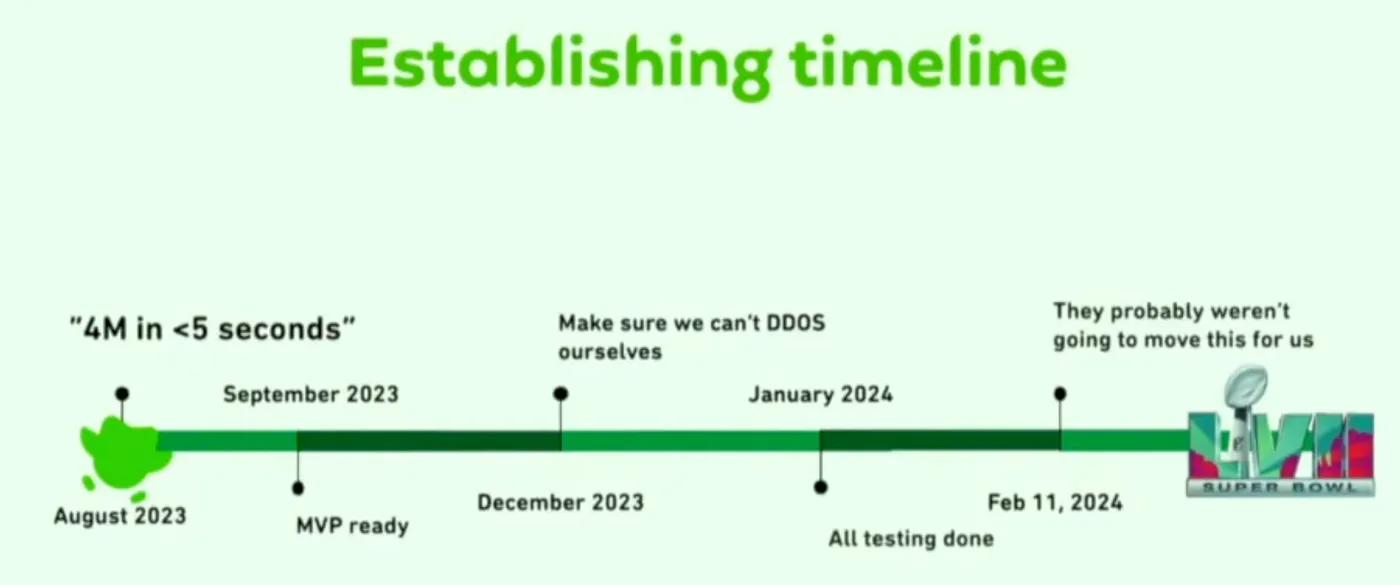 Establishing timeline
"4M in <5 seconds"
August 2023
September 2023
MVP ready
Make sure we can't DDOS
ourselves
December 2023
January 2024
All testing done
They probably weren't
going to move this for us
Feb 11, 2024
LVII
SUPER BOWL